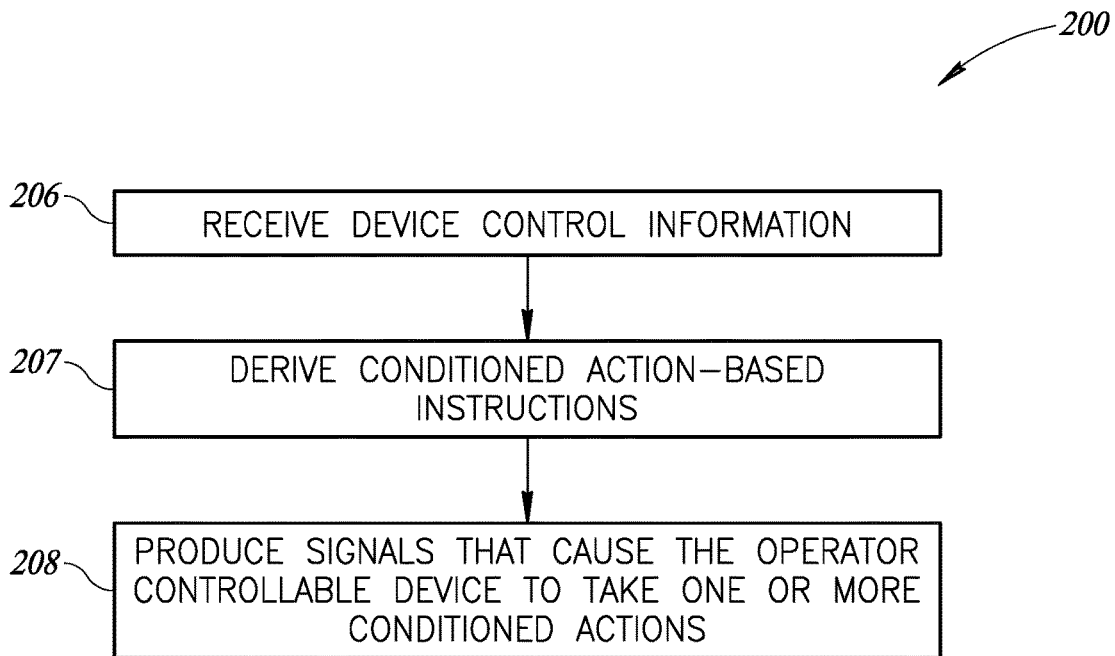 200
206
RECEIVE DEVICE CONTROL INFORMATION
207
DERIVE CONDITIONED ACTION-BASED
INSTRUCTIONS
208
PRODUCE SIGNALS THAT CAUSE THE OPERATOR
CONTROLLABLE DEVICE TO TAKE ONE OR MORE
CONDITIONED ACTIONS